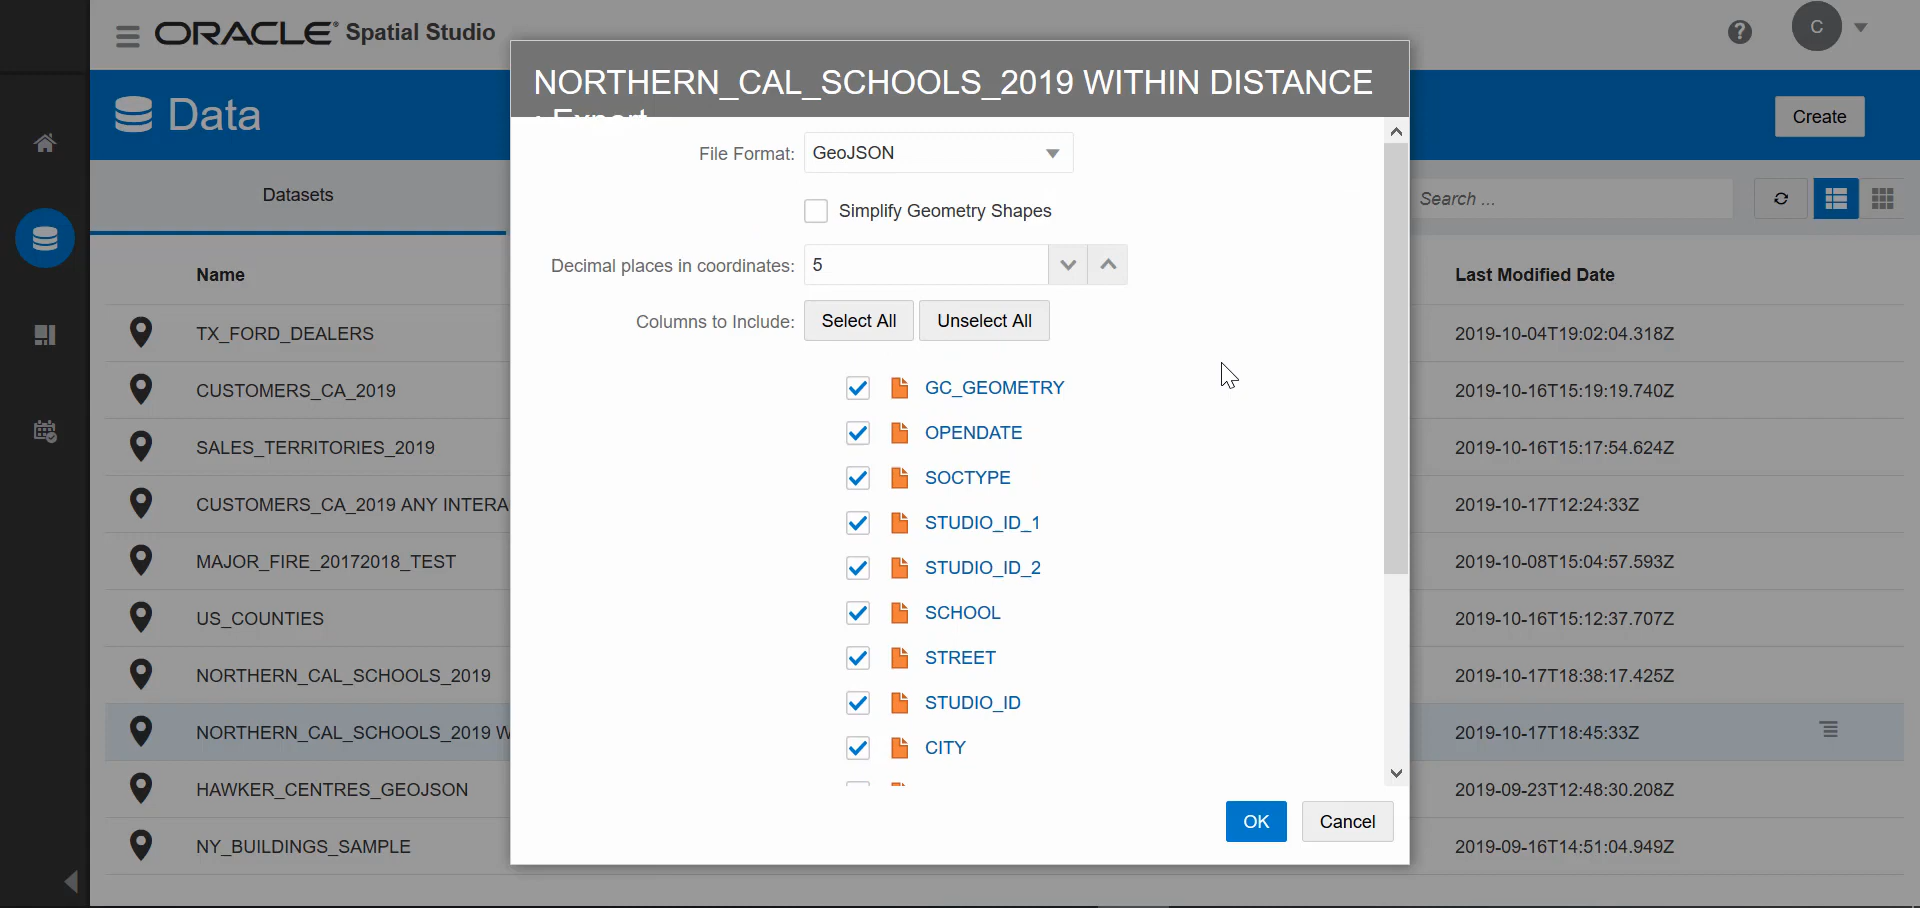 ORACLE® Spatial Studio
C
NORTHERN_CAL_SCHOOLS_2019 WITHIN DISTANCE
: Export
Data
Create
Datasets
Search ...
Name
Last Modified Date
TX_FORD_DEALERS
2019-10-04T19:02:04.318Z
CUSTOMERS_CA_2019
2019-10-16T15:19:19.740Z
SALES_TERRITORIES_2019
2019-10-16T15:17:54.624Z
CUSTOMERS_CA_2019 ANY INTERA
2019-10-17T12:24:33Z
MAJOR_FIRE_20172018_TEST
2019-10-08T15:04:57.593Z
US_COUNTIES
2019-10-16T15:12:37.707Z
NORTHERN_CAL_SCHOOLS_2019
2019-10-17T18:38:17.425Z
NORTHERN_CAL_SCHOOLS_2019 W
2019-10-17T18:45:33Z
HAWKER_CENTRES_GEOJSON
2019-09-23T12:48:30.208Z
NY_BUILDINGS_SAMPLE
2019-09-16T14:51:04.949Z
File Format: GeoJSON
Simplify Geometry Shapes
Decimal places in coordinates: 5
Columns to Include: Select All Unselect All
GC_GEOMETRY
OPENDATE
SOCTYPE
STUDIO_ID_1
STUDIO_ID_2
SCHOOL
STREET
STUDIO_ID
CITY
OK Cancel